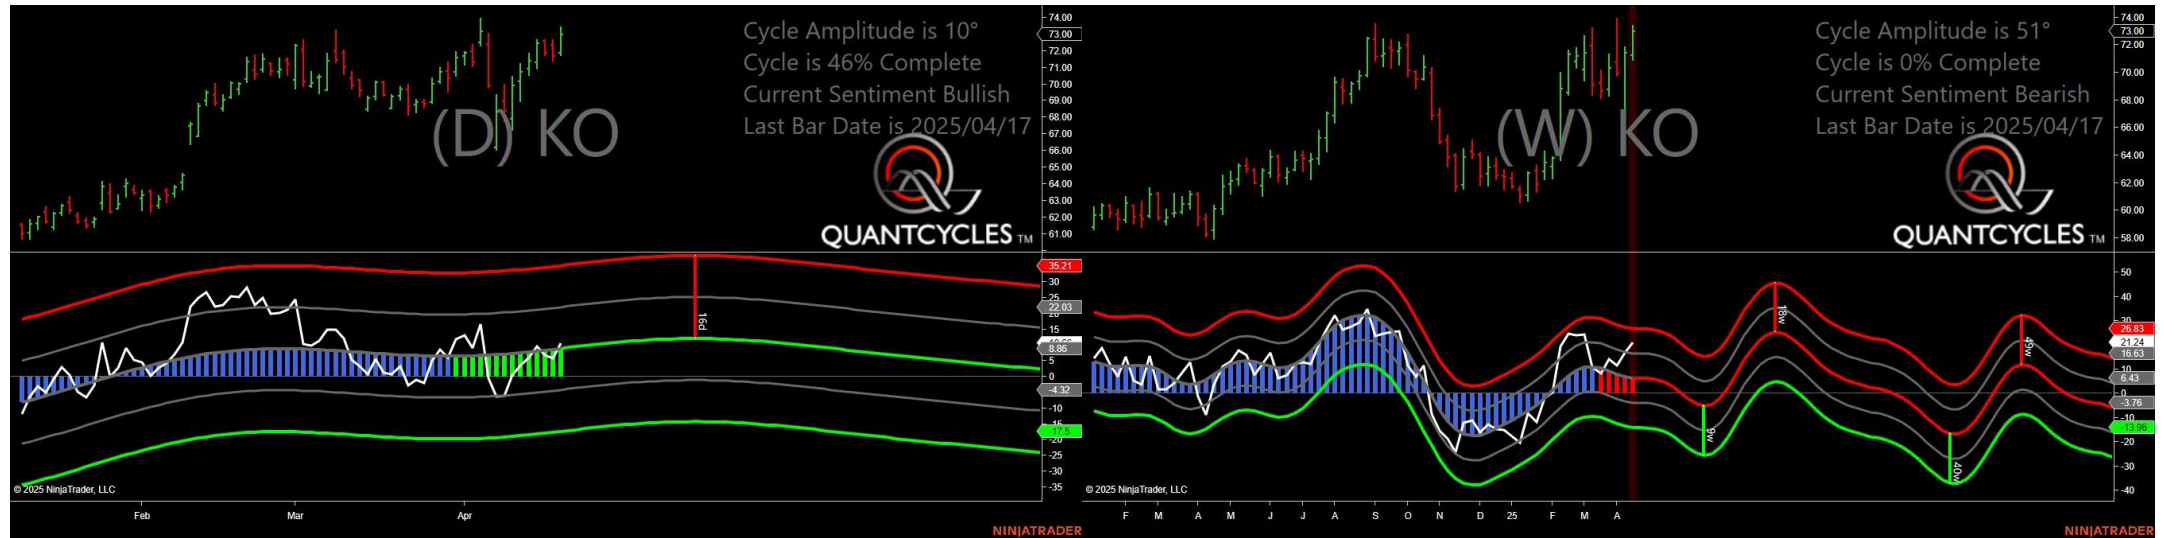 Cycle Amplitude is 10°
Cycle is 46% Complete
Current Sentiment Bullish
Last Bar Date is 2025/04/17
(D) KO
QUANTCYCLES TM
74.00
73.00
72.00
71.00
70.00
69.00
68.00
67.00
66.00
65.00
64.00
63.00
62.00
61.00
35.21
30
25
22.03
20
15
8.86
5
0
-4.32
-10
-15
-17.5
-20
-25
-30
-35
16d
© 2025 NinjaTrader, LLC
Feb Mar Apr
NINJATRADER
Cycle Amplitude is 51°
Cycle is 0% Complete
Current Sentiment Bearish
Last Bar Date is 2025/04/17
(W) KO
QUANTCYCLES TM
74.00
73.00
72.00
70.00
68.00
66.00
64.00
62.00
60.00
58.00
50
40
30
26.83
21.24
16.63
10
6.43
0
-3.76
-10
-13.96
-20
-30
-40
9w
18w
40w
49w
© 2025 NinjaTrader, LLC
F M A M J J A S O N D 25 F M A
NINJATRADER